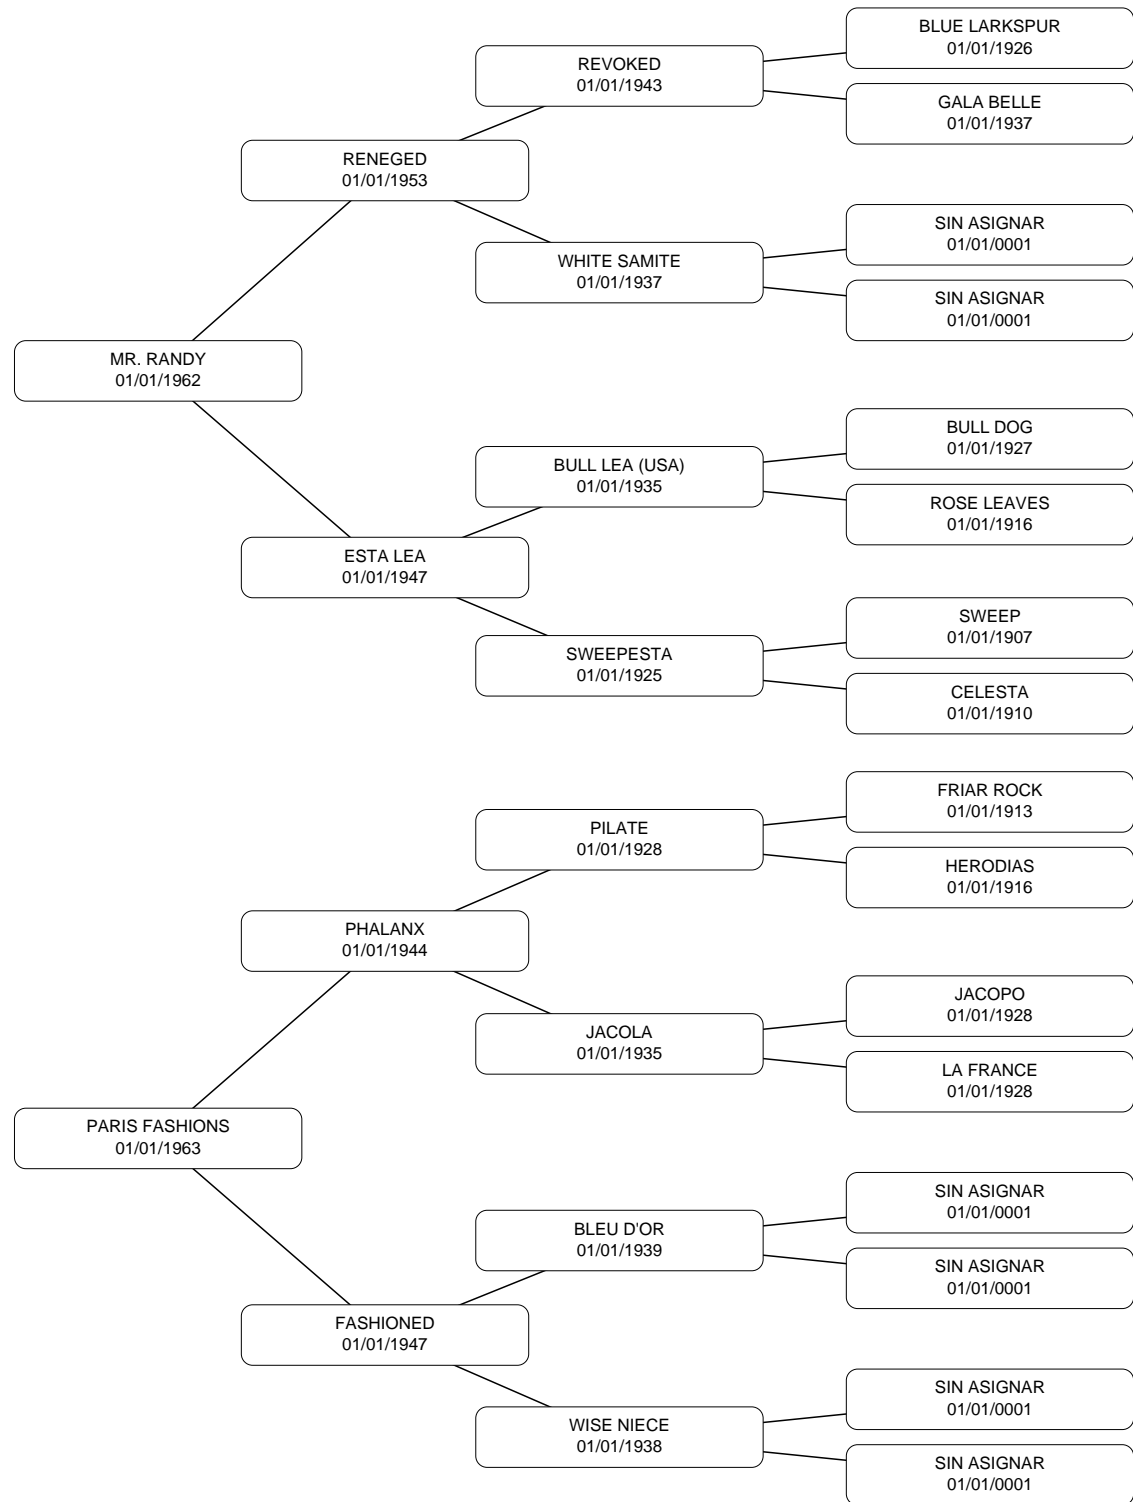 BLUE LARKSPUR
01/01/1926
REVOKED
01/01/1943
GALA BELLE
01/01/1937
RENEGED
01/01/1953
SIN ASIGNAR
01/01/0001
WHITE SAMITE
01/01/1937
SIN ASIGNAR
01/01/0001
MR. RANDY
01/01/1962
BULL DOG
01/01/1927
BULL LEA (USA)
01/01/1935
ROSE LEAVES
01/01/1916
ESTA LEA
01/01/1947
SWEEP
01/01/1907
SWEEPESTA
01/01/1925
CELESTA
01/01/1910
FRIAR ROCK
01/01/1913
PILATE
01/01/1928
HERODIAS
01/01/1916
PHALANX
01/01/1944
JACOPO
01/01/1928
JACOLA
01/01/1935
LA FRANCE
01/01/1928
PARIS FASHIONS
01/01/1963
SIN ASIGNAR
01/01/0001
BLEU D'OR
01/01/1939
SIN ASIGNAR
01/01/0001
FASHIONED
01/01/1947
SIN ASIGNAR
01/01/0001
WISE NIECE
01/01/1938
SIN ASIGNAR
01/01/0001